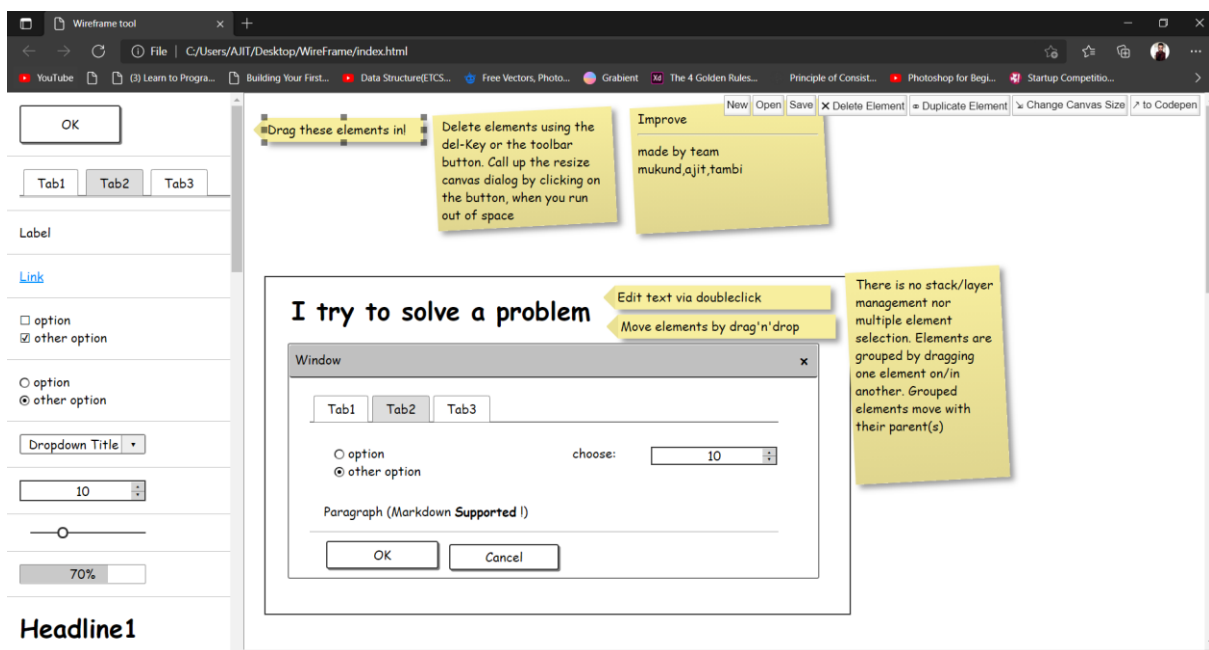 Wireframe tool
File | C:/Users/AJIT/Desktop/WireFrame/index.html
YouTube
(3) Learn to Progra...
Building Your First...
Data Structure(ETCS...
Free Vectors, Photo...
Grabient
Xd
The 4 Golden Rules...
Principle of Consist...
Photoshop for Begi...
Startup Competitio...
New
Open
Save
Delete Element
Duplicate Element
Change Canvas Size
to Codepen
OK
Tab1 Tab2 Tab3
Label
Link
option
other option
option
other option
Dropdown Title
10
70%
Headline1
Drag these elements in!
Delete elements using the
del-Key or the toolbar
button. Call up the resize
canvas dialog by clicking on
the button, when you run
out of space
Improve
made by team
mukund,ajit,tambi
I try to solve a problem
Edit text via doubleclick
Move elements by drag'n'drop
Window x
Tab1 Tab2 Tab3
option
other option
choose: 10
Paragraph (Markdown Supported !)
OK Cancel
There is no stack/layer
management nor
multiple element
selection. Elements are
grouped by dragging
one element on/in
another. Grouped
elements move with
their parent(s)